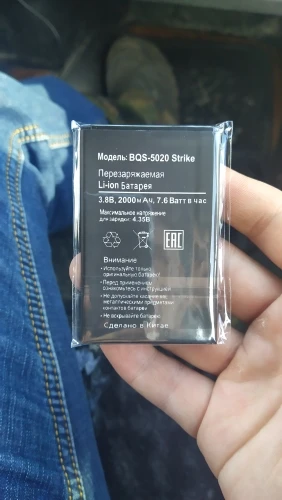 Модель: BQS-5020 Strike
Перезаряжаемая
Li-ion Батарея
3.8В, 2000мАч, 7.6 Ватт в час
Максимальное напряжение
для зарядки: 4.35В
EAC
Внимание
• Используйте только
оригинальную батарею!
• Перед применением
ознакомьтесь с инструкцией
• Не допускайте касания
металлическими предметами
контактов батареи
• Не вскрывайте батарею
Сделано в Китае